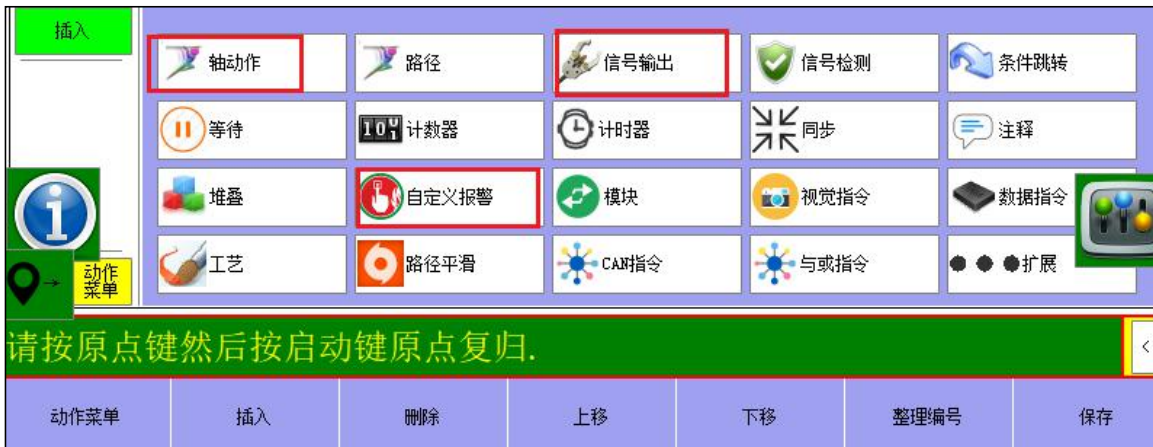 插入
轴动作
路径
信号输出
信号检测
条件跳转
等待
计数器
计时器
同步
注释
堆叠
自定义报警
模块
视觉指令
数据指令
工艺
路径平滑
CAN指令
与或指令
扩展
动作
菜单
请按原点键然后按启动键原点复归.
<
动作菜单
插入
删除
上移
下移
整理编号
保存